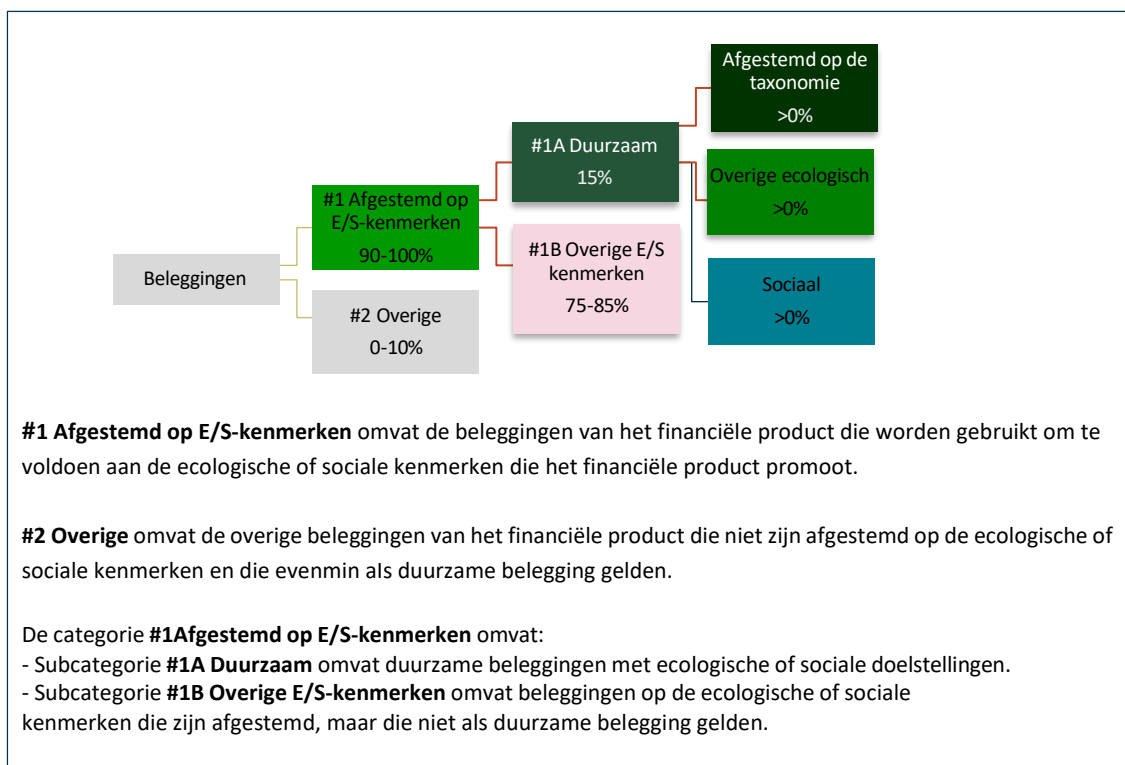 Afgestemd op de
taxonomie
>0%
#1A Duurzaam
15%
Overige ecologisch
>0%
#1 Afgestemd op
E/S-kenmerken
90-100%
#1B Overige E/S
kenmerken
75-85%
Beleggingen
Sociaal
>0%
#2 Overige
0-10%
#1 Afgestemd op E/S-kenmerken omvat de beleggingen van het financiële product die worden gebruikt om te
voldoen aan de ecologische of sociale kenmerken die het financiële product promoot.
#2 Overige omvat de overige beleggingen van het financiële product die niet zijn afgestemd op de ecologische of
sociale kenmerken en die evenmin als duurzame belegging gelden.
De categorie #1Afgestemd op E/S-kenmerken omvat:
- Subcategorie #1A Duurzaam omvat duurzame beleggingen met ecologische of sociale doelstellingen.
- Subcategorie #1B Overige E/S-kenmerken omvat beleggingen op de ecologische of sociale
kenmerken die zijn afgestemd, maar die niet als duurzame belegging gelden.